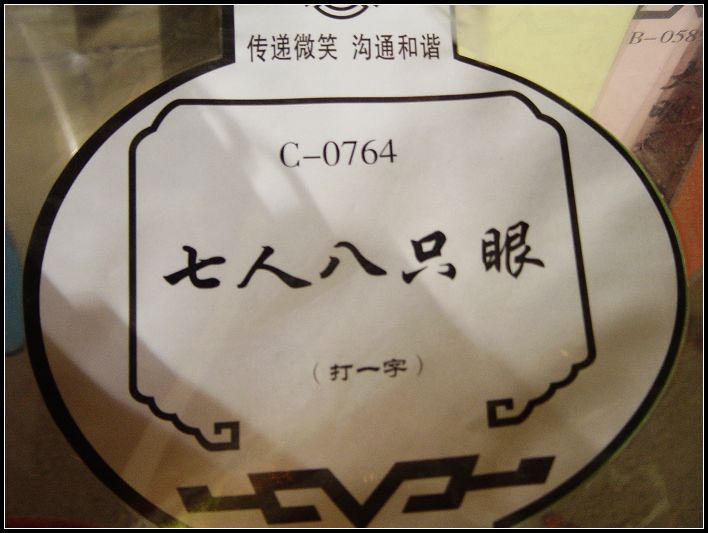 传递微笑 沟通和谐
B-058
C-0764
七人八只眼
（打一字）